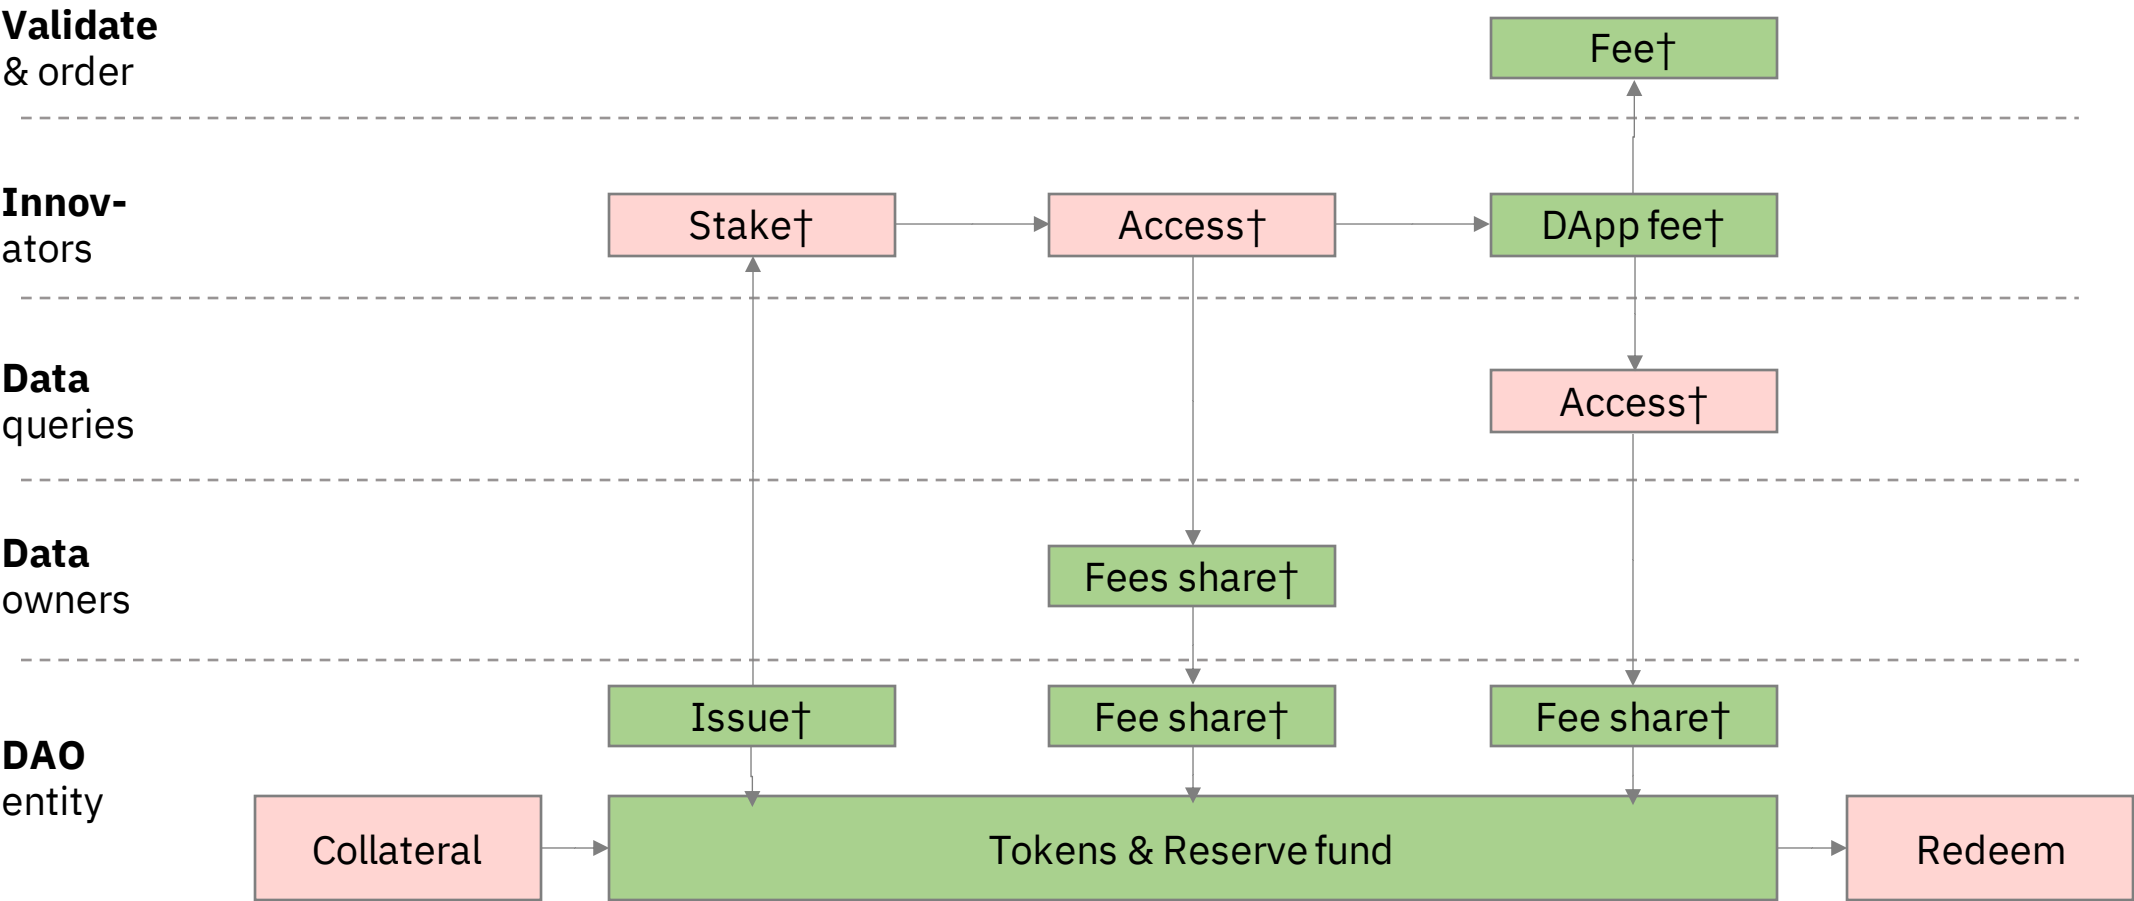 Validate
& order
Fee†
Innov-
ators
Stake†
Access†
DApp fee†
Data
queries
Access†
Data
owners
Fees share†
DAO
entity
Issue†
Fee share†
Fee share†
Collateral
Tokens & Reserve fund
Redeem